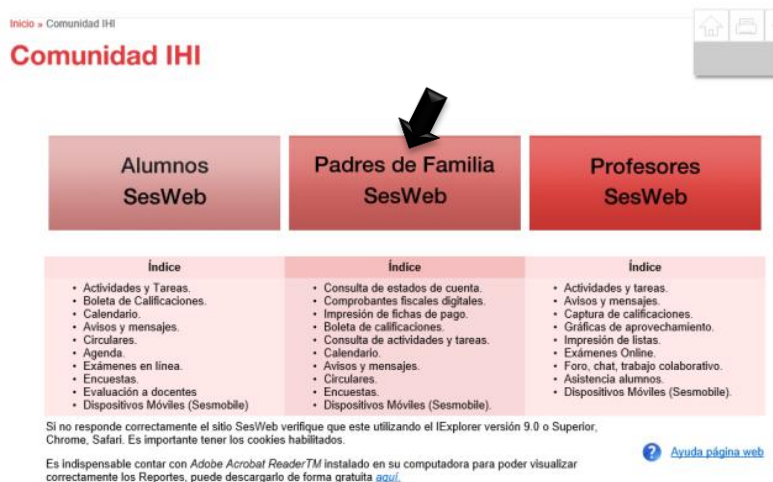 Inicio » Comunidad IHI
Comunidad IHI
Alumnos
SesWeb
Padres de Familia
SesWeb
Profesores
SesWeb
Índice
• Actividades y Tareas.
• Boleta de Calificaciones.
• Calendario.
• Avisos y mensajes.
• Circulares.
• Agenda.
• Exámenes en línea.
• Encuestas.
• Evaluación a docentes
• Dispositivos Móviles (Sesmobile)
Índice
• Consulta de estados de cuenta.
• Comprobantes fiscales digitales.
• Impresión de fichas de pago.
• Boleta de calificaciones.
• Consulta de actividades y tareas.
• Calendario.
• Avisos y mensajes.
• Circulares.
• Encuestas.
• Dispositivos Móviles (Sesmobile).
Índice
• Actividades y tareas.
• Avisos y mensajes.
• Captura de calificaciones.
• Gráficas de aprovechamiento.
• Impresión de listas.
• Exámenes Online.
• Foro, chat, trabajo colaborativo.
• Asistencia alumnos.
• Dispositivos Móviles (Sesmobile).
Si no responde correctamente el sitio SesWeb verifique que este utilizando el IExplorer versión 9.0 o Superior,
Chrome, Safari. Es importante tener los cookies habilitados.
Es indispensable contar con Adobe Acrobat ReaderTM instalado en su computadora para poder visualizar
correctamente los Reportes, puede descargarlo de forma gratuita aquí.
? Ayuda página web